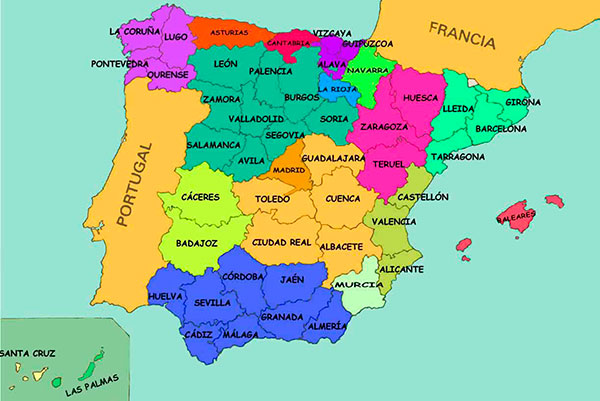 LA CORUÑA
LUGO
ASTURIAS
CANTABRIA
VIZCAYA
GUIPUZCOA
FRANCIA
PONTEVEDRA
OURENSE
LEÓN
PALENCIA
BURGOS
ALAVA
NAVARRA
LA RIOJA
HUESCA
LLEIDA
GIRONA
BARCELONA
TARRAGONA
ZAMORA
VALLADOLID
SORIA
ZARAGOZA
SEGOVIA
SALAMANCA
AVILA
MADRID
GUADALAJARA
TERUEL
PORTUGAL
CÁCERES
TOLEDO
CUENCA
CASTELLÓN
VALENCIA
BALEARES
BADAJOZ
CIUDAD REAL
ALBACETE
ALICANTE
MURCIA
HUELVA
SEVILLA
CÓRDOBA
JAÉN
CÁDIZ
MÁLAGA
GRANADA
ALMERÍA
SANTA CRUZ
LAS PALMAS